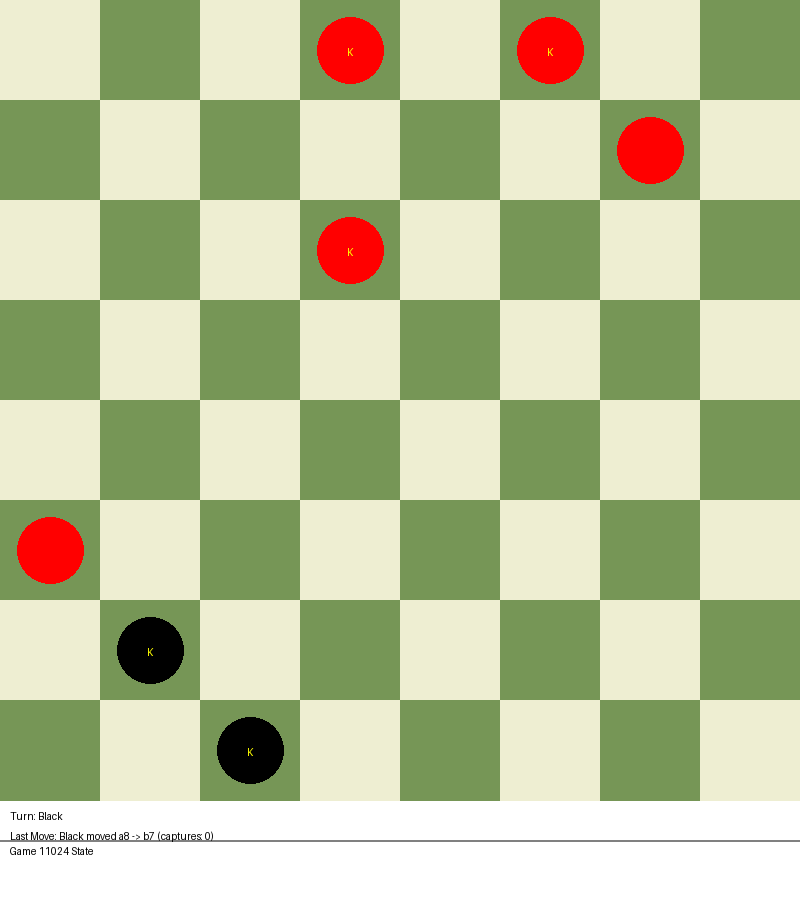 K K
K
K
K
Turn: Black
Last Move: Black moved a8 -> b7 (captures: 0)
Game 11024 State